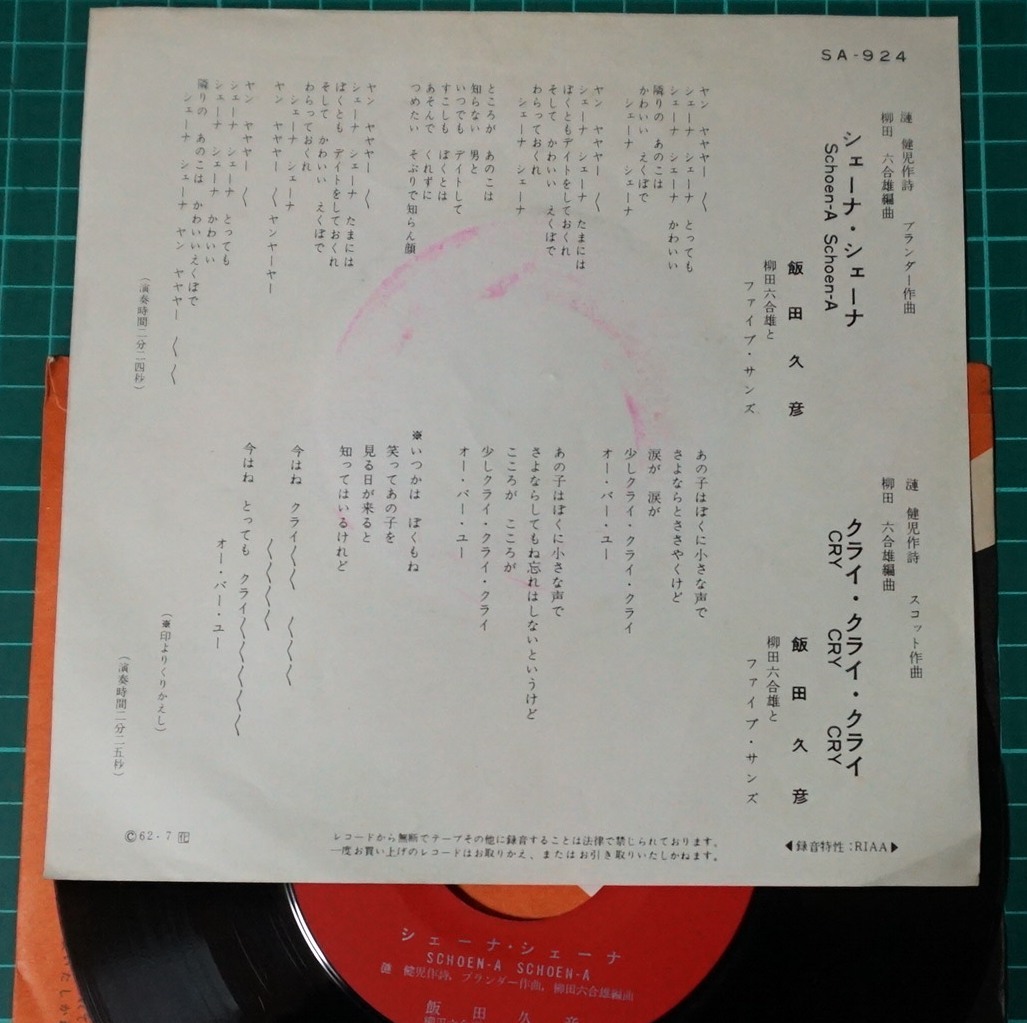 SA-924
漣 健児作詩 ブランダー作曲
柳田 六合雄編曲
シェーナ・シェーナ
Schoen-A Schoen-A
飯田久彦
柳田六合雄と
ファイブ・サンズ
ヤン ヤヤヤー 〱
シェーナ シェーナ とっても
シェーナ シェーナ かわいい
隣りの あのこは
かわいい えくぼで
シェーナ シェーナ
ヤン ヤヤヤー 〱
シェーナ シェーナ たまには
ぼくともデイトをしておくれ
そして かわいい えくぼで
わらっておくれ
シェーナ シェーナ
ところが あのこは
知らない 男と
いつでも デイトして
すこしも ぼくとは
あそんで くれずに
つめたい そぶりで知らん顔
ヤン ヤヤヤー 〱
シェーナ シェーナ たまには
ぼくとも デイトをしておくれ
そして かわいい えくぼで
わらっておくれ
シェーナ シェーナ
ヤン ヤヤヤー 〱ヤンヤーヤー
ヤン ヤヤヤー 〱
シェーナ シェーナ とっても
シェーナ シェーナ かわいい
隣りの あのこは かわいいえくぼで
シェーナ シェーナ ヤン ヤヤヤー 〱〱
(演奏時間二分二四秒)
漣 健児作詩 スコット作曲
柳田 六合雄編曲
クライ・クライ・クライ
CRY CRY CRY
飯田久彦
柳田六合雄と
ファイブ・サンズ
あの子はぼくに小さな声で
さよならとささやくけど
涙が 涙が
少しクライ・クライ・クライ
オー・バー・ユー
あの子はぼくに小さな声で
さよならしてもね忘れはしないというけど
こころが こころが
少しクライ・クライ・クライ
オー・バー・ユー
※いつかは ぼくもね
笑ってあの子を
見る日が来ると
知ってはいるけれど
今はね クライ〱〱 〱〱〱
〱〱〱〱
今はね とっても クライ〱〱〱〱〱
オー・バー・ユー
(※印よりくりかえし)
(演奏時間二分二五秒)
Ⓒ62・7
レコードから無断でテープその他に録音することは法律で禁じられております。
一度お買い上げのレコードはお取りかえ、またはお引き取りいたしかねます。
◀録音特性:RIAA▶
シェーナ・シェーナ
SCHOEN-A SCHOEN-A
漣 健児作詩,ブランダー作曲,柳田六合雄編曲
飯田久彦